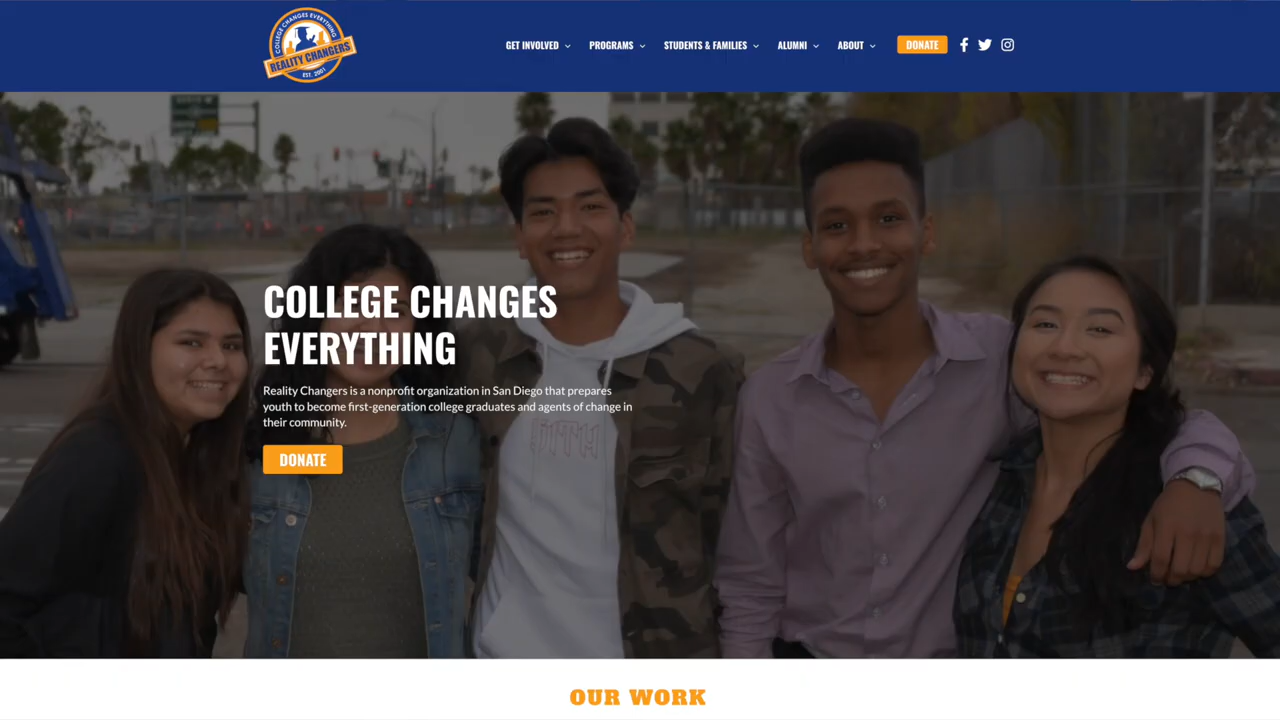 COLLEGE CHANGES EVERYTHING
REALITY CHANGERS
EST. 2001
GET INVOLVED
PROGRAMS
STUDENTS & FAMILIES
ALUMNI
ABOUT
DONATE
COLLEGE CHANGES
EVERYTHING
Reality Changers is a nonprofit organization in San Diego that prepares
youth to become first-generation college graduates and agents of change in
their community.
DONATE
OUR WORK